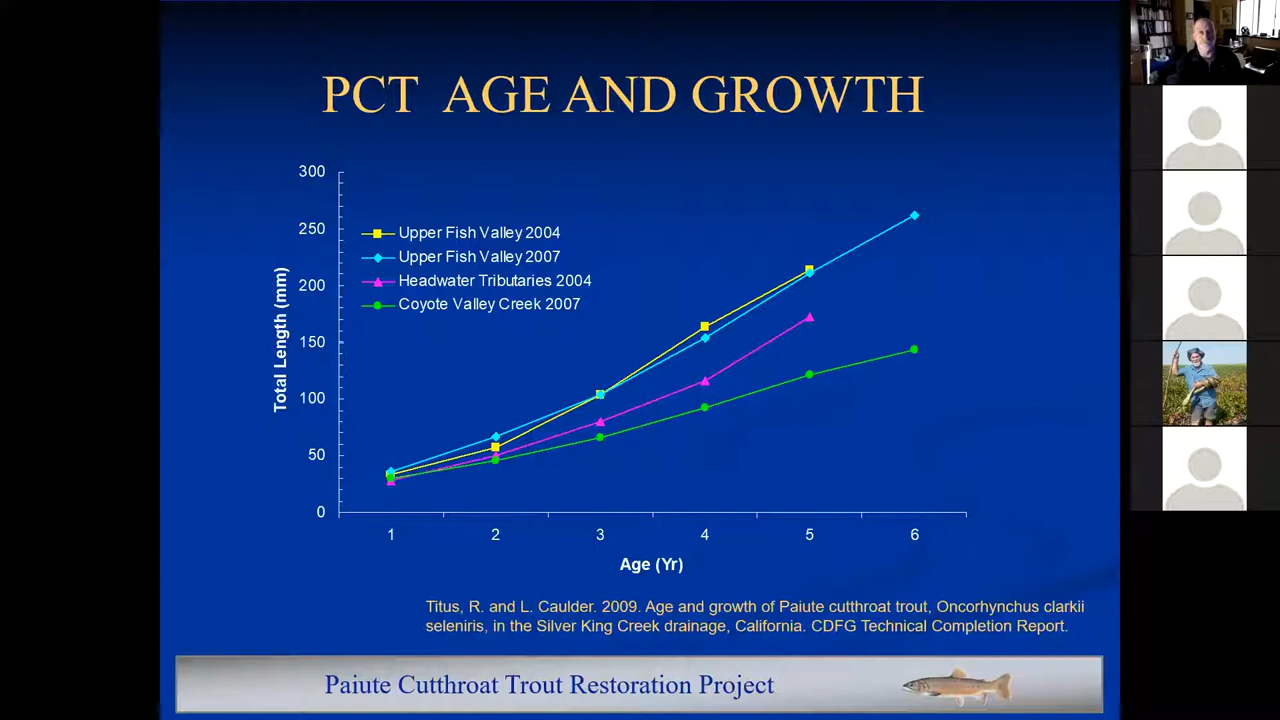 PCT AGE AND GROWTH
300
250
200
150
100
50
0
Total Length (mm)
Upper Fish Valley 2004
Upper Fish Valley 2007
Headwater Tributaries 2004
Coyote Valley Creek 2007
1 2 3 4 5 6
Age (Yr)
Titus, R. and L. Caulder. 2009. Age and growth of Paiute cutthroat trout, Oncorhynchus clarkii
seleniris, in the Silver King Creek drainage, California. CDFG Technical Completion Report.
Paiute Cutthroat Trout Restoration Project